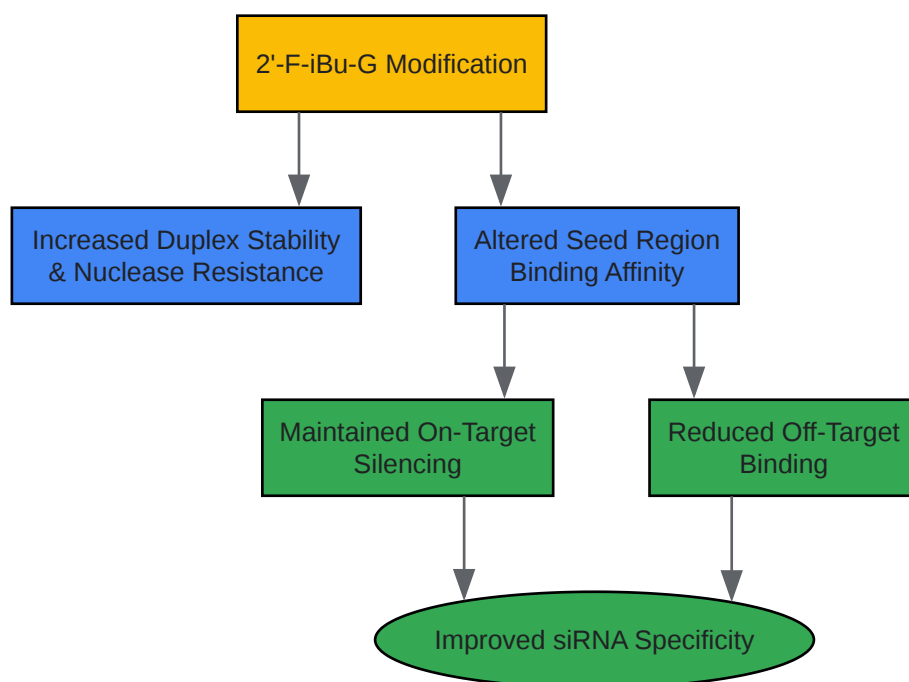 2'-F-iBu-G Modification
Increased Duplex Stability
& Nuclease Resistance
Altered Seed Region
Binding Affinity
Maintained On-Target
Silencing
Reduced Off-Target
Binding
Improved siRNA Specificity